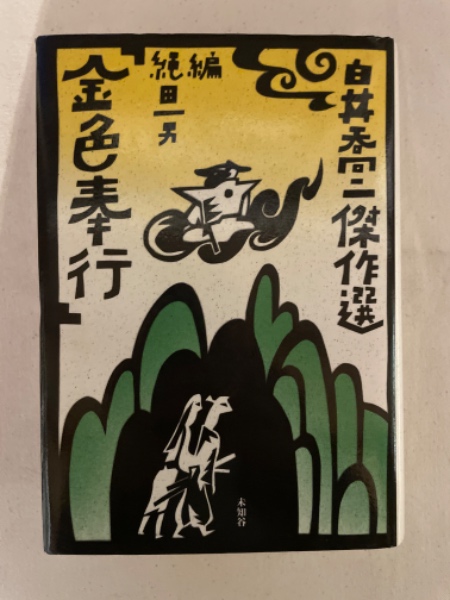 白井喬二傑作選
縄田一男
編
金色奉行
未知谷